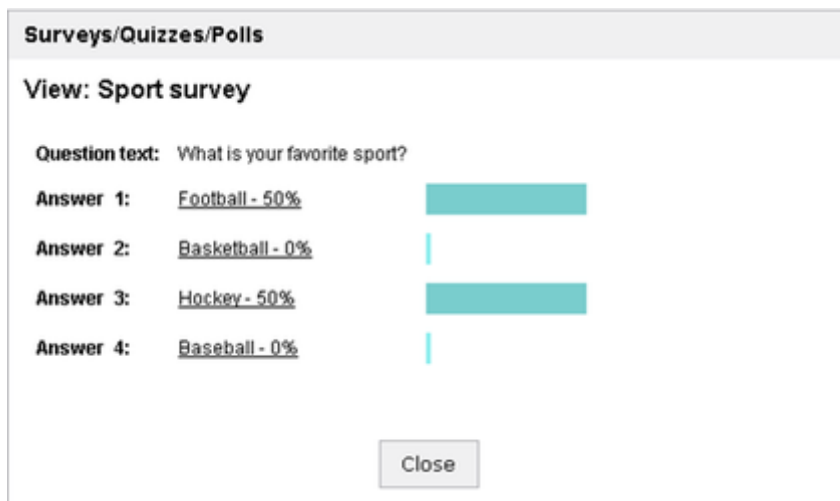 Surveys/Quizzes/Polls
View: Sport survey
Question text: What is your favorite sport?
Answer 1: Football - 50%
Answer 2: Basketball - 0%
Answer 3: Hockey - 50%
Answer 4: Baseball - 0%
Close